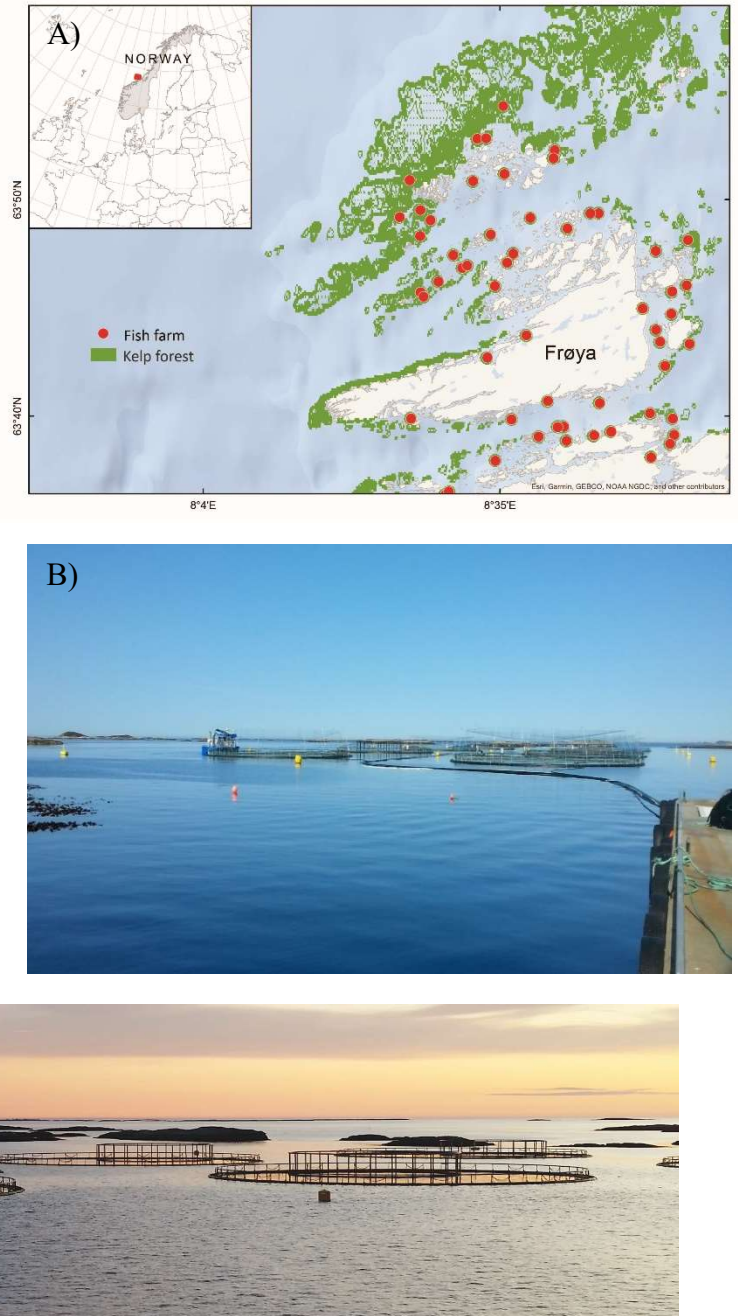 A)
NORWAY
63°50'N
Fish farm
Kelp forest
Frøya
63°40'N
Esri, Garmin, GEBCO, NOAA NGDC, and other contributors
8°4'E
8°35'E
B)